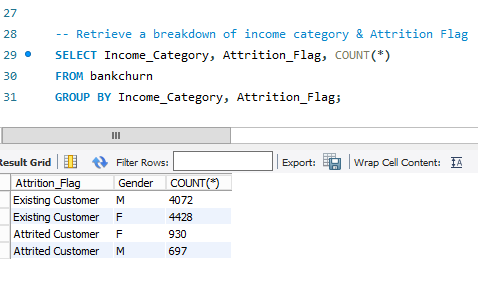 27
28 -- Retrieve a breakdown of income category & Attrition Flag
29 SELECT Income_Category, Attrition_Flag, COUNT(*)
30 FROM bankchurn
31 GROUP BY Income_Category, Attrition_Flag;
Result Grid Filter Rows: Export: Wrap Cell Content: IA
Attrition_Flag Gender COUNT(*)
Existing Customer M 4072
Existing Customer F 4428
Attrited Customer F 930
Attrited Customer M 697